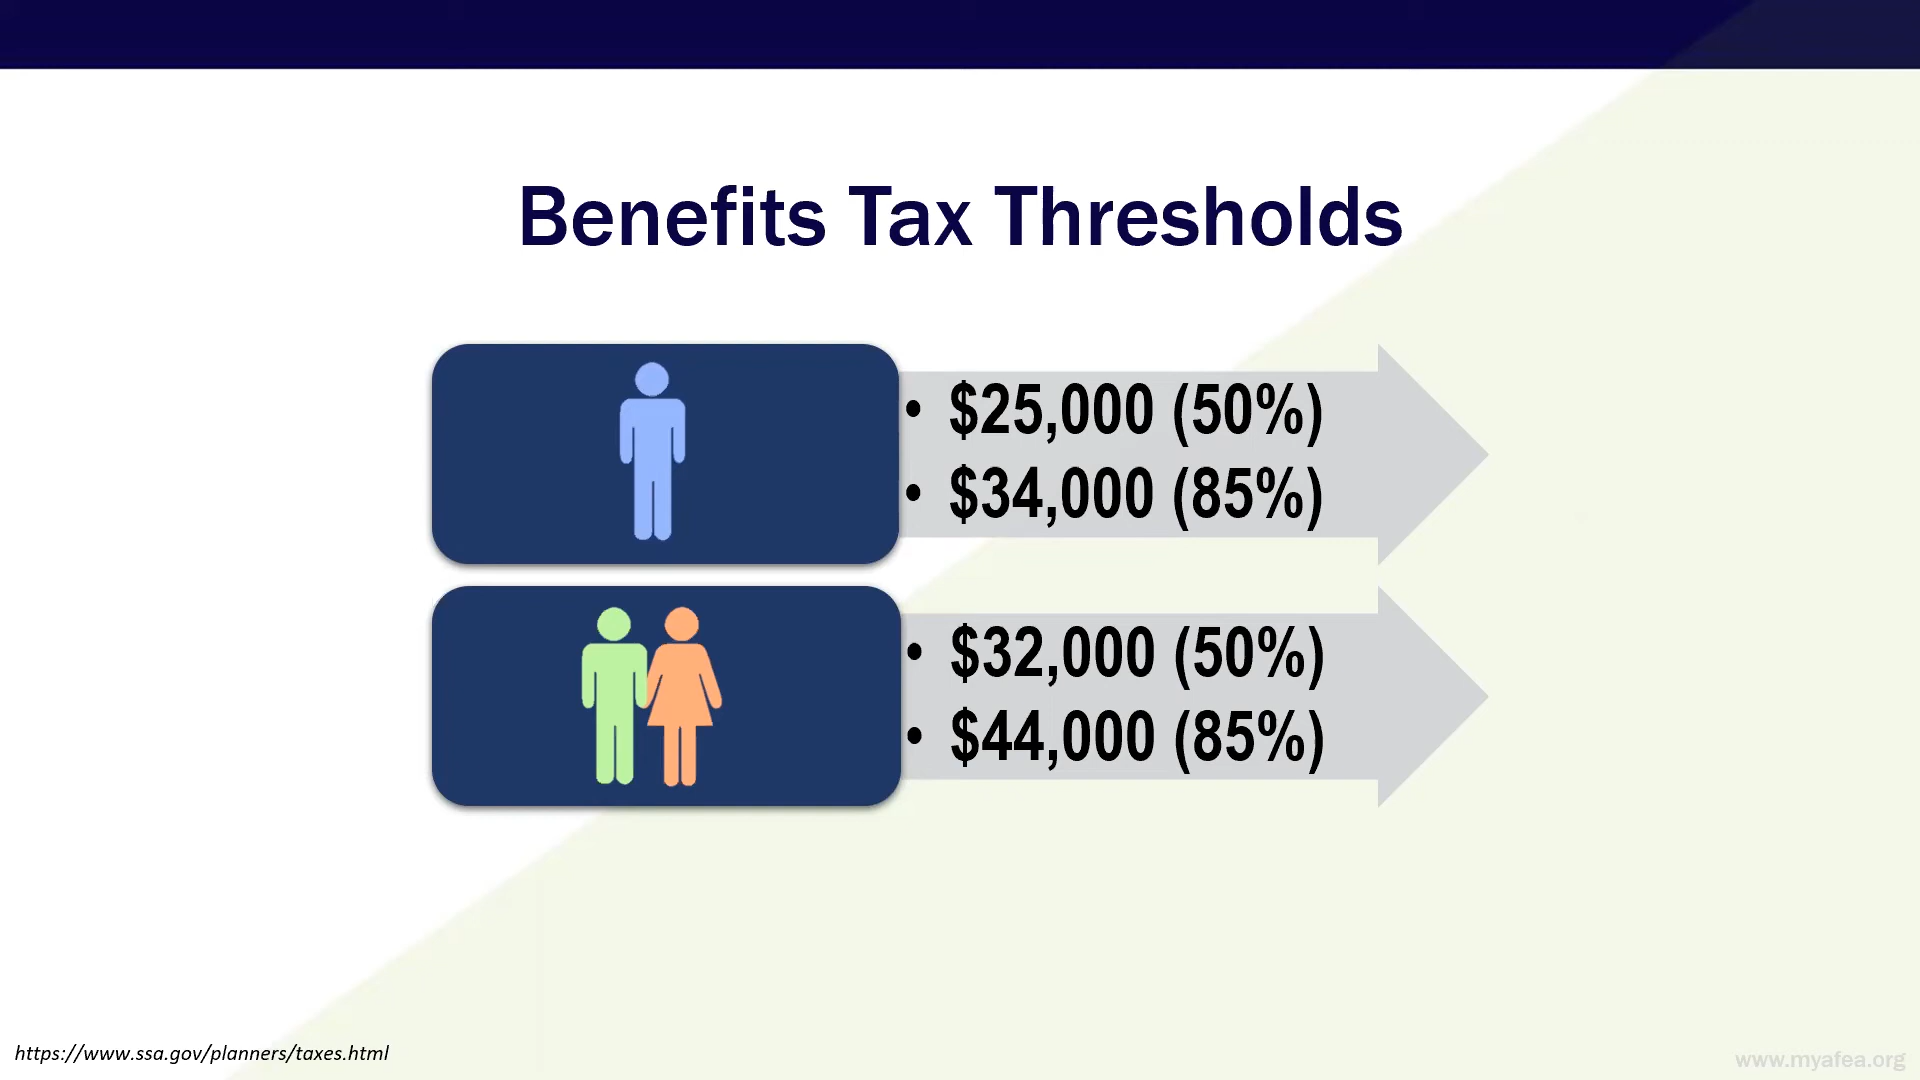 Benefits Tax Thresholds
• $25,000 (50%)
• $34,000 (85%)
• $32,000 (50%)
• $44,000 (85%)
https://www.ssa.gov/planners/taxes.html
www.myafea.org